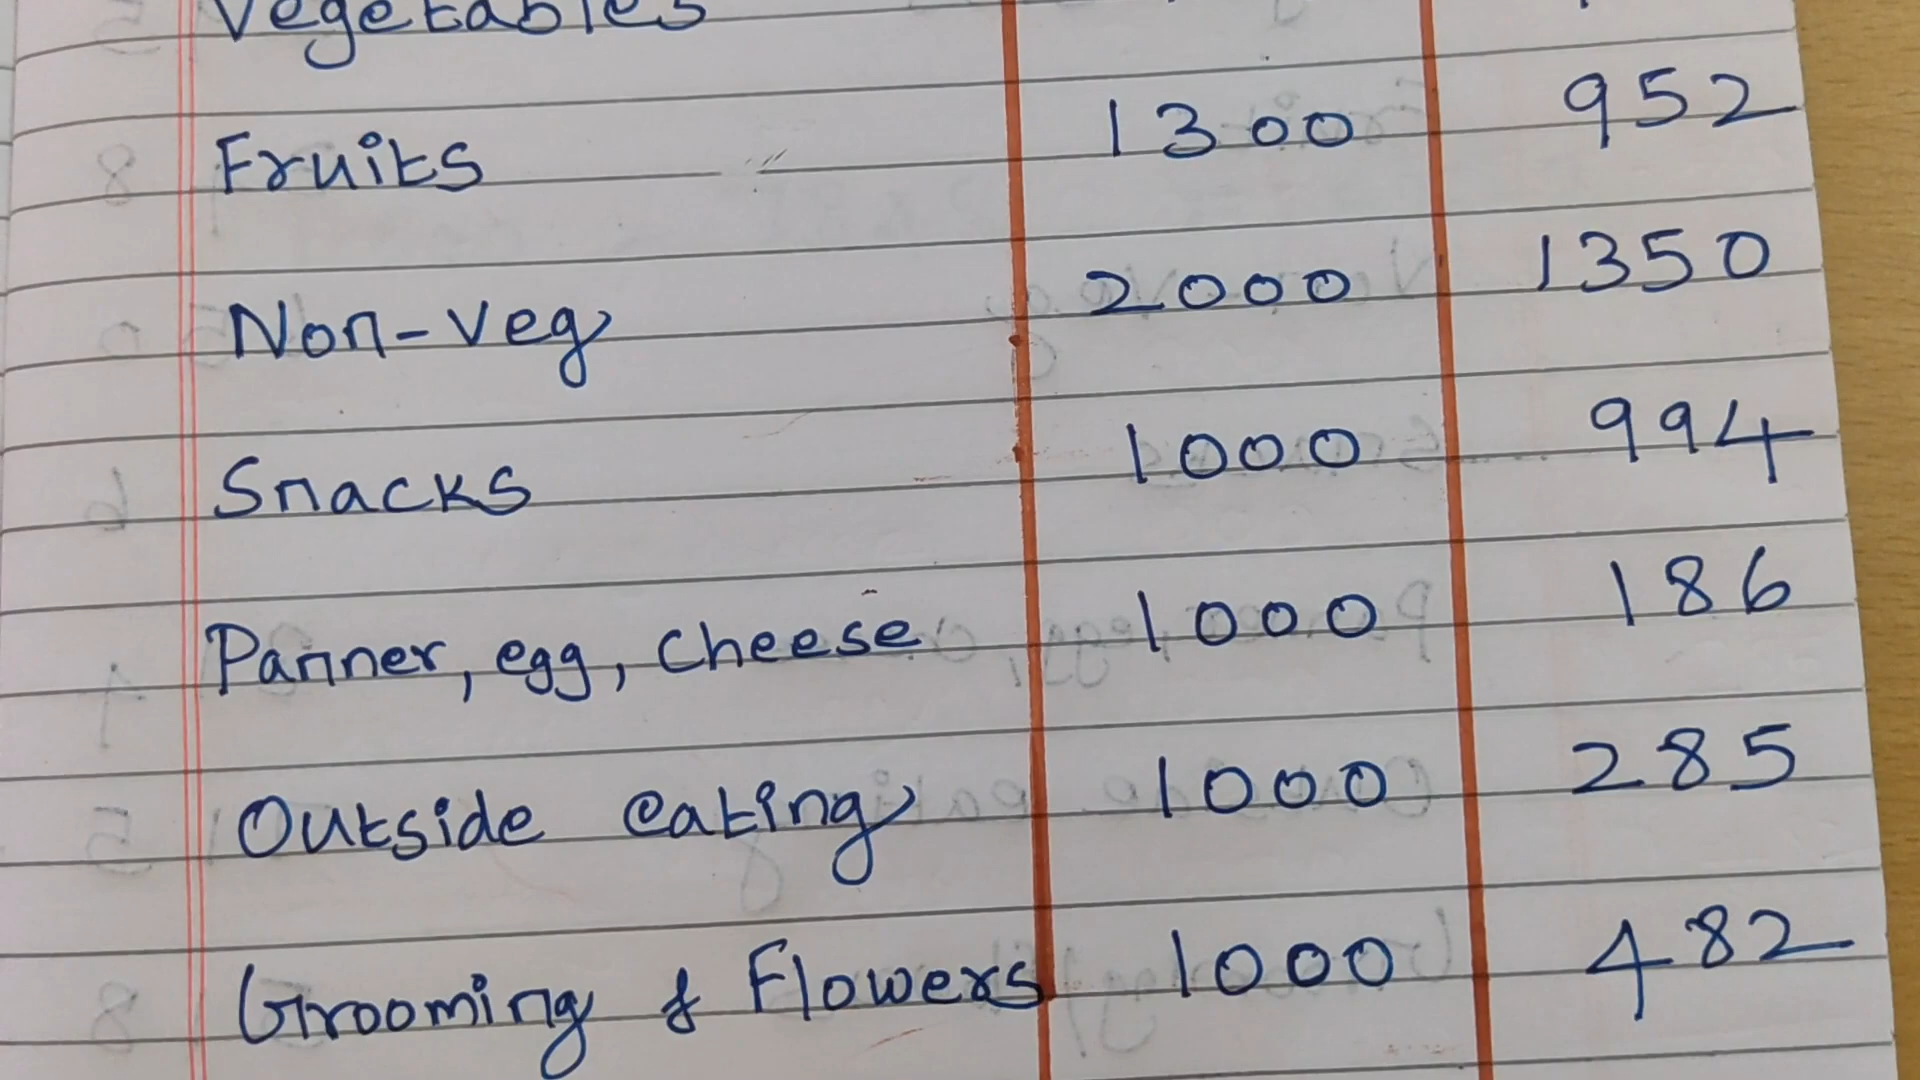 Vegetables
Fruits 1300 952
Non-veg 2000 1350
Snacks 1000 994
Panner, egg, cheese 1000 186
Outside eating 1000 285
Grooming & Flowers 1000 482